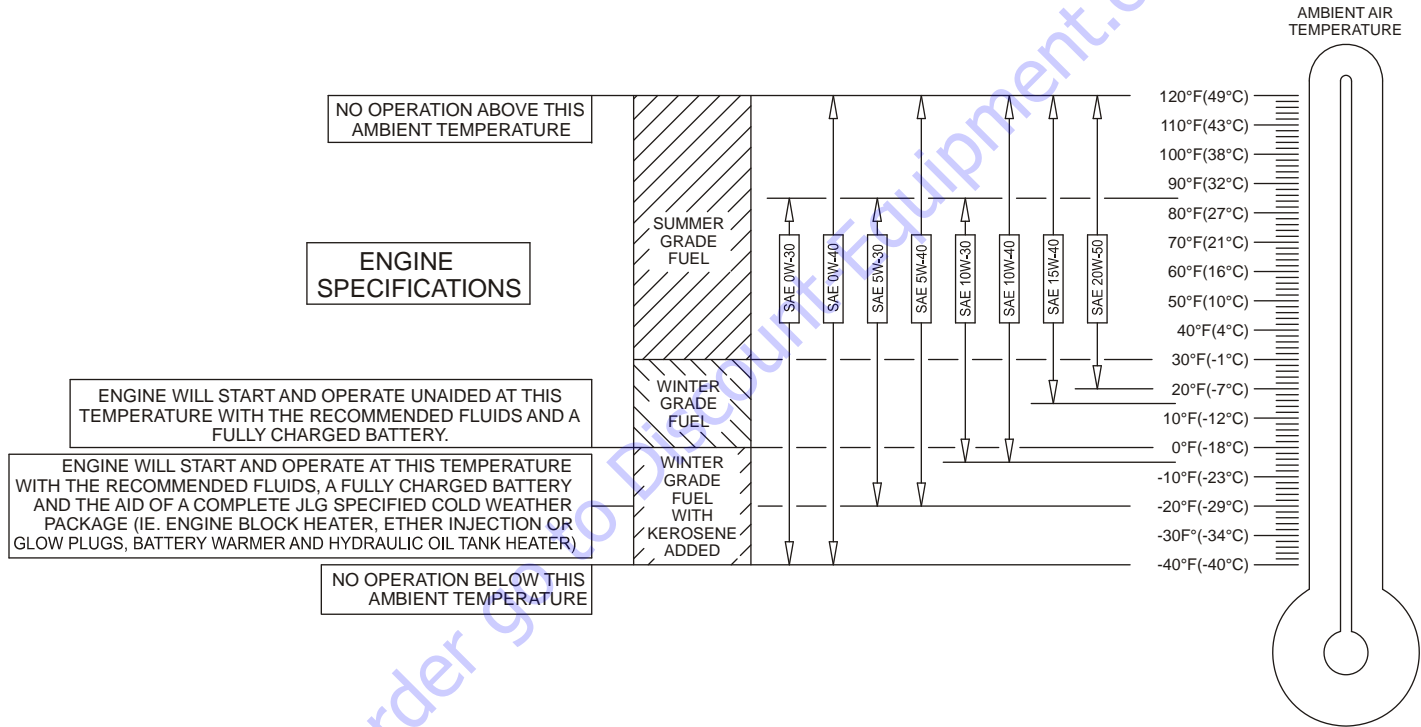 AMBIENT AIR
TEMPERATURE
NO OPERATION ABOVE THIS
AMBIENT TEMPERATURE
120°F(49°C)
110°F(43°C)
100°F(38°C)
90°F(32°C)
80°F(27°C)
70°F(21°C)
60°F(16°C)
50°F(10°C)
40°F(4°C)
30°F(-1°C)
20°F(-7°C)
10°F(-12°C)
0°F(-18°C)
-10°F(-23°C)
-20°F(-29°C)
-30F°(-34°C)
-40°F(-40°C)
SUMMER
GRADE
FUEL
SAE 0W-30
SAE 0W-40
SAE 5W-30
SAE 5W-40
SAE 10W-30
SAE 10W-40
SAE 15W-40
SAE 20W-50
ENGINE
SPECIFICATIONS
WINTER
GRADE
FUEL
ENGINE WILL START AND OPERATE UNAIDED AT THIS
TEMPERATURE WITH THE RECOMMENDED FLUIDS AND A
FULLY CHARGED BATTERY.
WINTER
GRADE
FUEL
WITH
KEROSENE
ADDED
ENGINE WILL START AND OPERATE AT THIS TEMPERATURE
WITH THE RECOMMENDED FLUIDS, A FULLY CHARGED BATTERY
AND THE AID OF A COMPLETE JLG SPECIFIED COLD WEATHER
PACKAGE (IE. ENGINE BLOCK HEATER, ETHER INJECTION OR
GLOW PLUGS, BATTERY WARMER AND HYDRAULIC OIL TANK HEATER)
NO OPERATION BELOW THIS
AMBIENT TEMPERATURE
rder go to Discount-Equipment.c